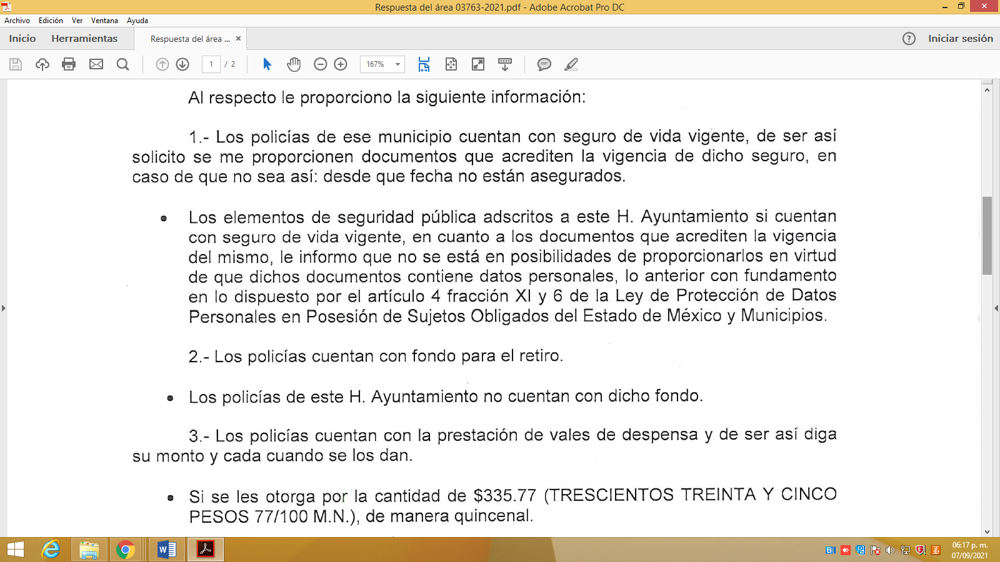 Respuesta del área 03763-2021.pdf - Adobe Acrobat Pro DC
Archivo Edición Ver Ventana Ayuda
Inicio Herramientas Respuesta del área ... × Iniciar sesión
1 / 2 167%
Al respecto le proporciono la siguiente información:
1.- Los policías de ese municipio cuentan con seguro de vida vigente, de ser así
solicito se me proporcionen documentos que acrediten la vigencia de dicho seguro, en
caso de que no sea así: desde que fecha no están asegurados.
• Los elementos de seguridad pública adscritos a este H. Ayuntamiento si cuentan
con seguro de vida vigente, en cuanto a los documentos que acrediten la vigencia
del mismo, le informo que no se está en posibilidades de proporcionarlos en virtud
de que dichos documentos contiene datos personales, lo anterior con fundamento
en lo dispuesto por el artículo 4 fracción XI y 6 de la Ley de Protección de Datos
Personales en Posesión de Sujetos Obligados del Estado de México y Municipios.
2.- Los policías cuentan con fondo para el retiro.
• Los policías de este H. Ayuntamiento no cuentan con dicho fondo.
3.- Los policías cuentan con la prestación de vales de despensa y de ser así diga
su monto y cada cuando se los dan.
• Si se les otorga por la cantidad de $335.77 (TRESCIENTOS TREINTA Y CINCO
PESOS 77/100 M.N.), de manera quincenal.
06:17 p. m.
07/09/2021